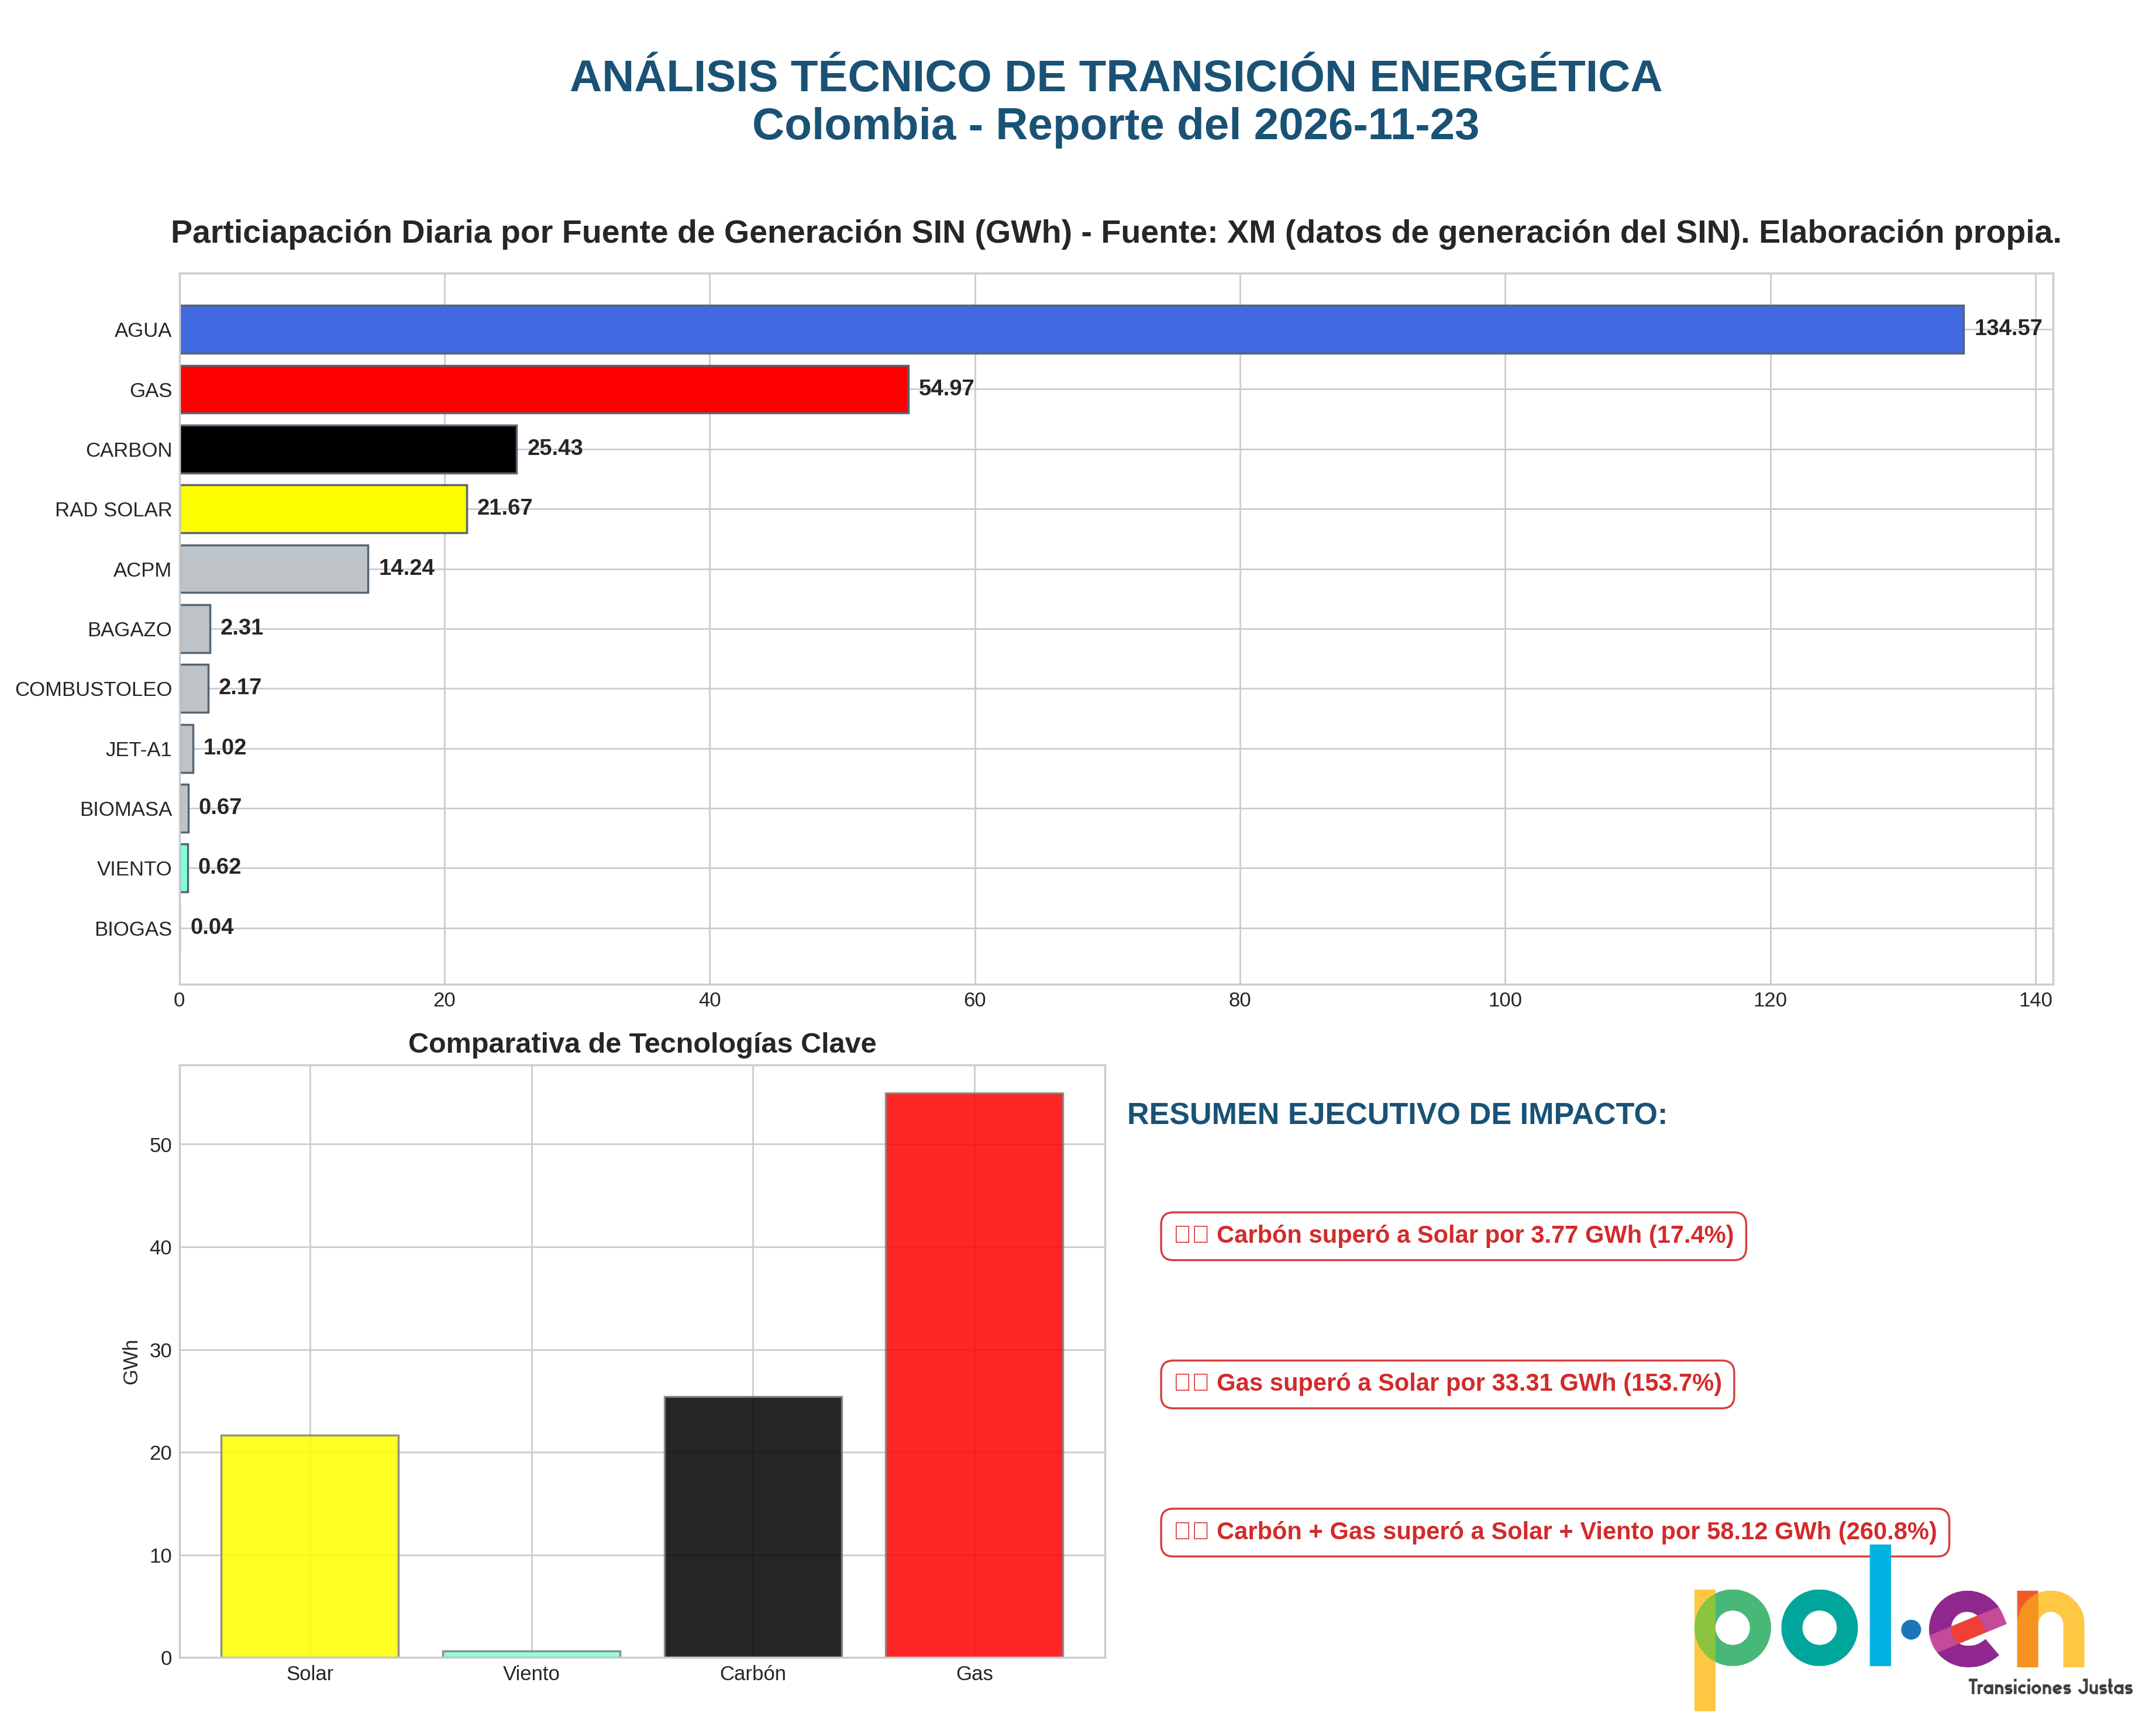 ANÁLISIS TÉCNICO DE TRANSICIÓN ENERGÉTICA
Colombia - Reporte del 2026-11-23
Particiapación Diaria por Fuente de Generación SIN (GWh) - Fuente: XM (datos de generación del SIN). Elaboración propia.
AGUA 134.57
GAS 54.97
CARBON 25.43
RAD SOLAR 21.67
ACPM 14.24
BAGAZO 2.31
COMBUSTOLEO 2.17
JET-A1 1.02
BIOMASA 0.67
VIENTO 0.62
BIOGAS 0.04
0 20 40 60 80 100 120 140
Comparativa de Tecnologías Clave
GWh
50
40
30
20
10
0
Solar Viento Carbón Gas
RESUMEN EJECUTIVO DE IMPACTO:
Carbón superó a Solar por 3.77 GWh (17.4%)
Gas superó a Solar por 33.31 GWh (153.7%)
Carbón + Gas superó a Solar + Viento por 58.12 GWh (260.8%)
pol·en
Transiciones Justas